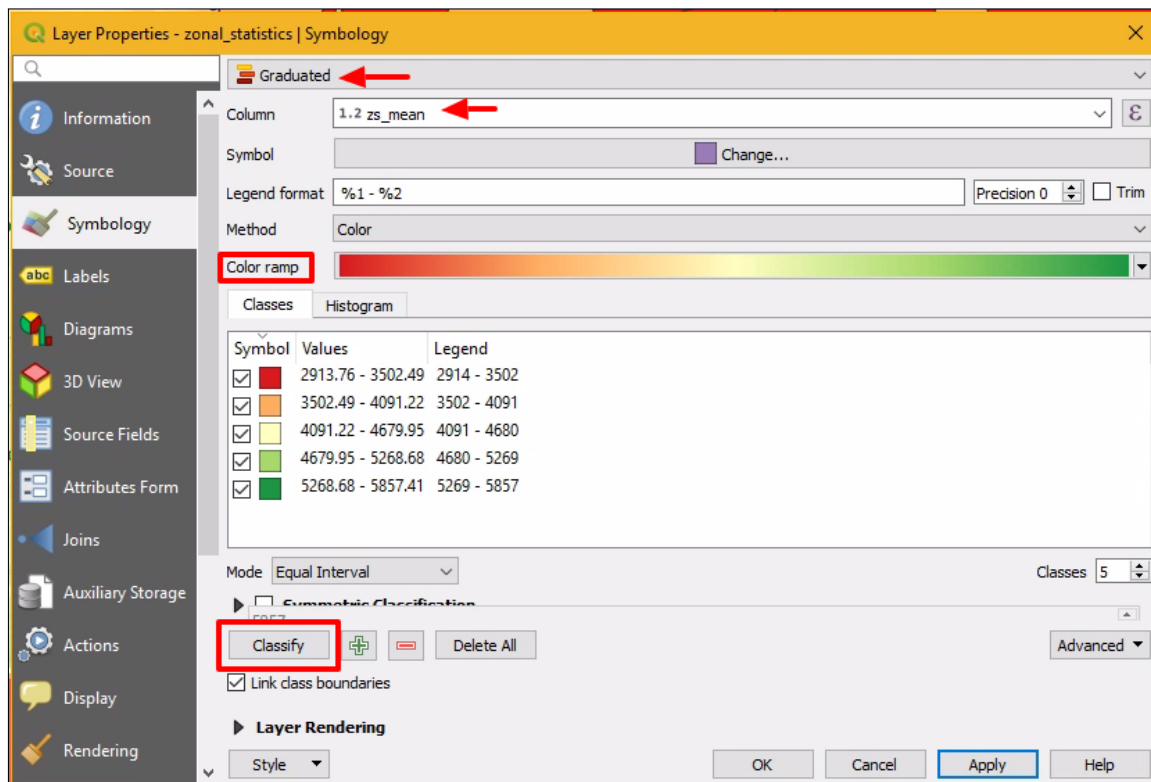 Layer Properties - zonal_statistics | Symbology
Graduated
Information
Column
1.2 zs_mean
ε
Symbol
Change...
Source
Legend format
%1 - %2
Precision 0
Trim
Symbology
Method
Color
Color ramp
abc Labels
Classes
Histogram
Diagrams
Symbol Values Legend
2913.76 - 3502.49 2914 - 3502
3D View
3502.49 - 4091.22 3502 - 4091
4091.22 - 4679.95 4091 - 4680
Source Fields
4679.95 - 5268.68 4680 - 5269
5268.68 - 5857.41 5269 - 5857
Attributes Form
Joins
Mode Equal Interval
Classes 5
Auxiliary Storage
Symmetric Classification
Actions
Classify
Delete All
Advanced
Link class boundaries
Display
Layer Rendering
Rendering
Style
OK
Cancel
Apply
Help